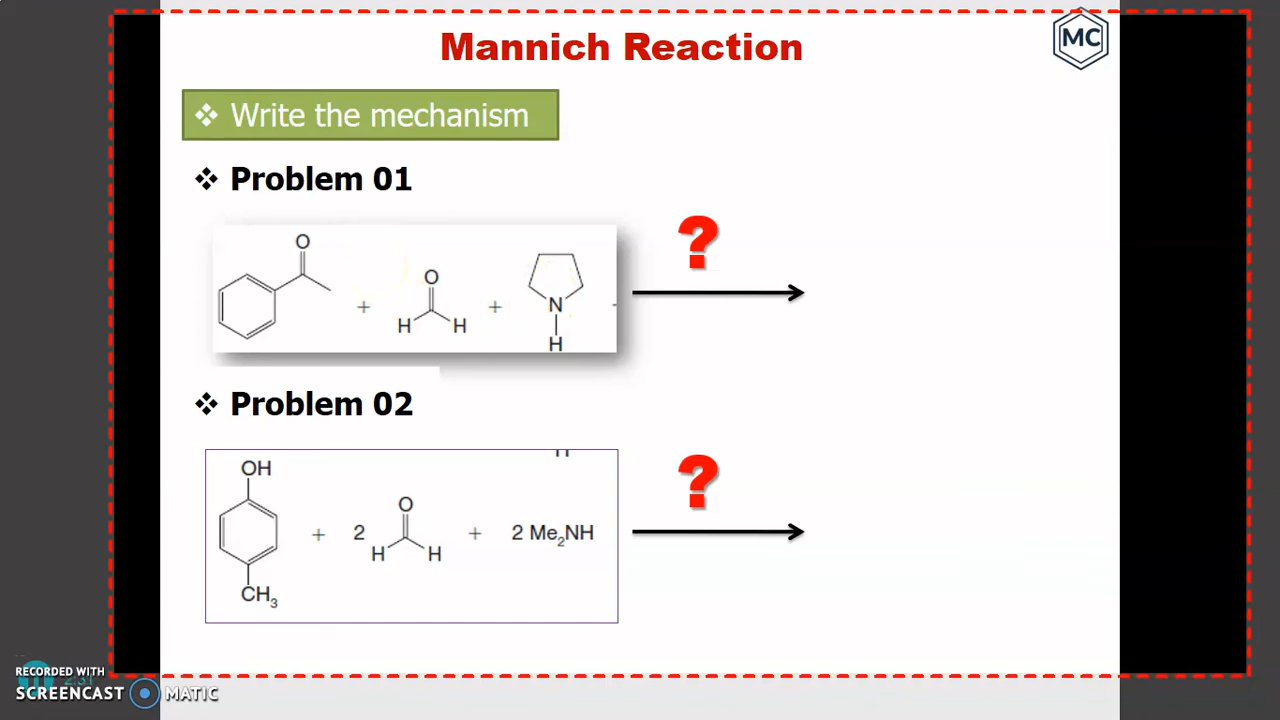 Mannich Reaction
MC
❖ Write the mechanism
❖ Problem 01
?
O
+
O
H H
+
N
H
❖ Problem 02
?
OH
+ 2
O
H H
+ 2 Me₂NH
CH₃
RECORDED WITH
SCREENCAST MATIC